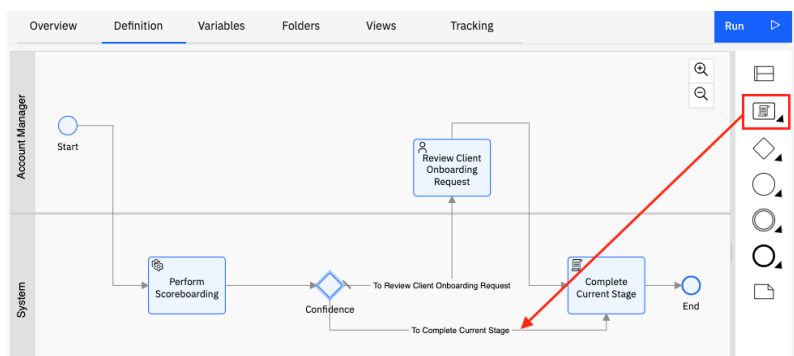 Overview Definition Variables Folders Views Tracking Run
Account Manager
Start
Review Client
Onboarding
Request
System
Perform
Scoreboarding
Confidence
To Review Client Onboarding Request
To Complete Current Stage
Complete
Current Stage
End